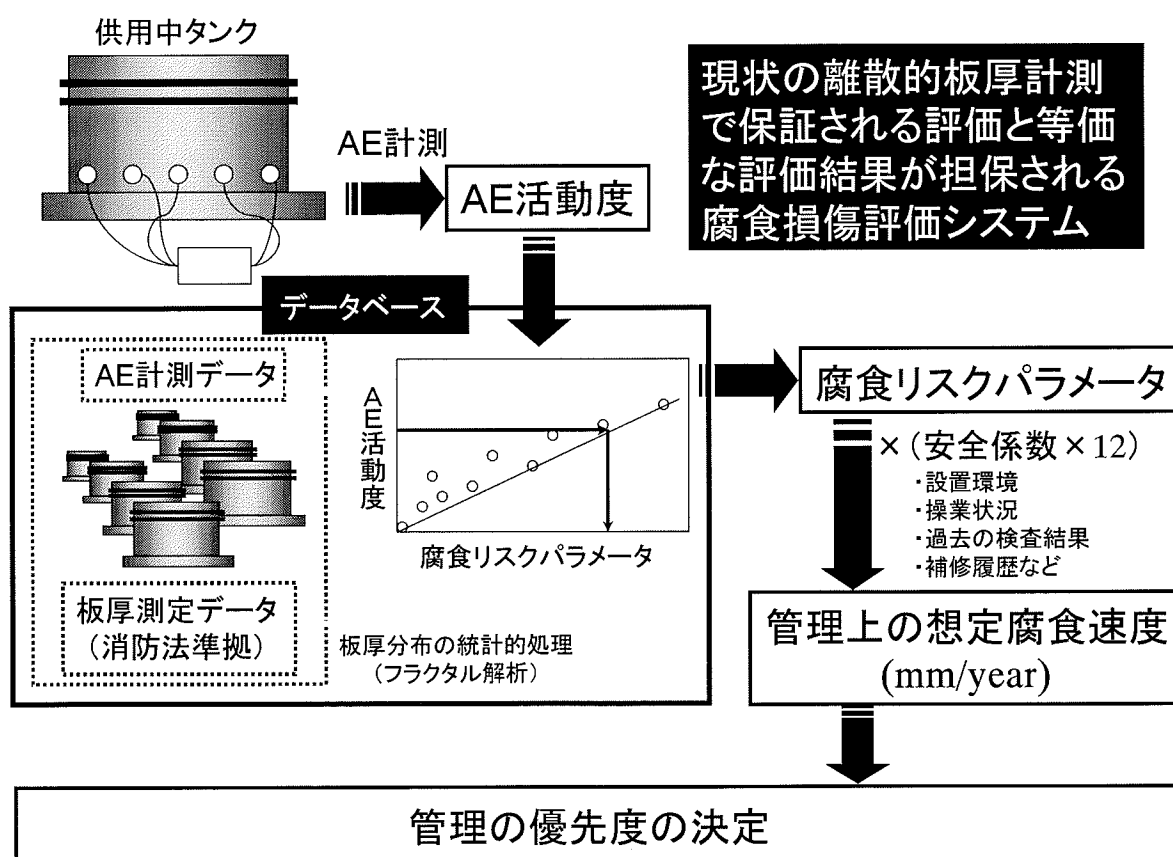 供用中タンク
AE計測
AE活動度
現状の離散的板厚計測
で保証される評価と等価
な評価結果が担保される
腐食損傷評価システム
データベース
AE計測データ
板厚測定データ
(消防法準拠)
AE活動度
腐食リスクパラメータ
板厚分布の統計的処理
(フラクタル解析)
腐食リスクパラメータ
×(安全係数×12)
・設置環境
・操業状況
・過去の検査結果
・補修履歴など
管理上の想定腐食速度
(mm/year)
管理の優先度の決定